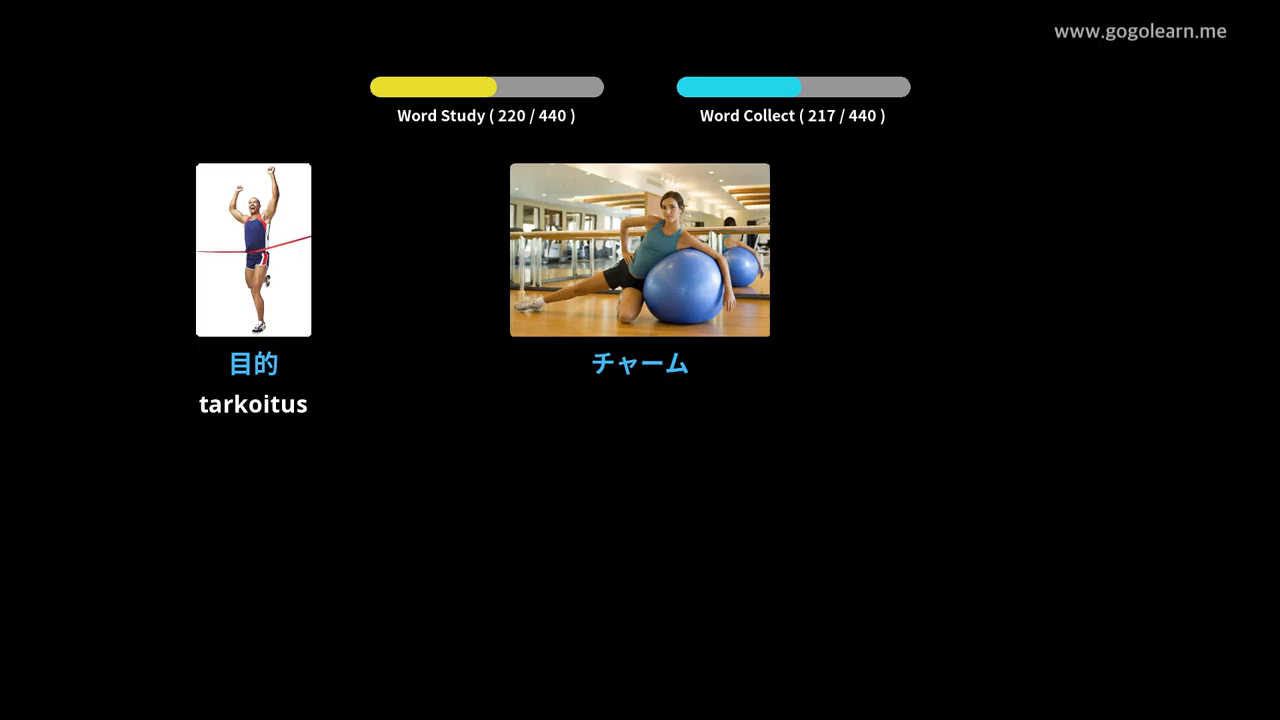 www.gogolearn.me
Word Study ( 220 / 440 )
Word Collect ( 217 / 440 )
目的
チャーム
tarkoitus